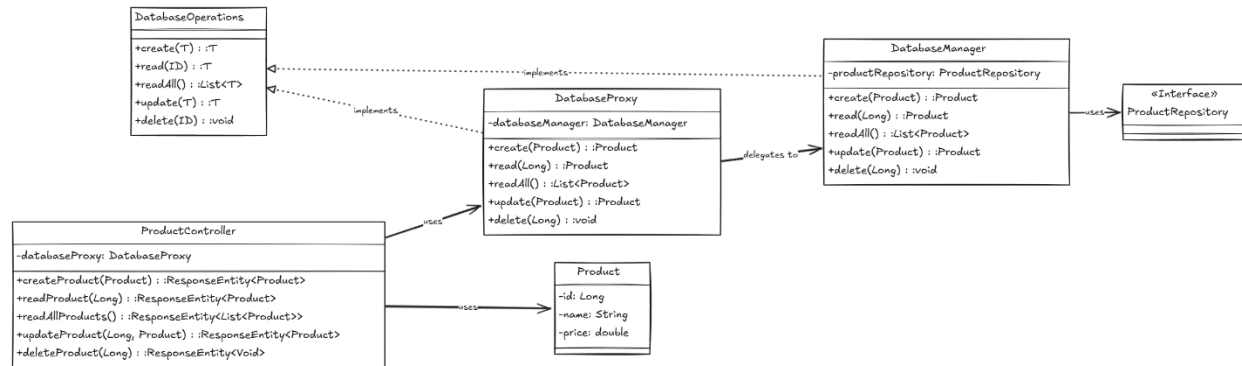 DatabaseOperations
+create(T) : :T
+read(ID) : :T
+readAll() : :List<T>
+update(T) : :T
+delete(ID) : :void
implements
implements
DatabaseManager
-productRepository: ProductRepository
+create(Product) : :Product
+read(Long) : :Product
+readAll() : :List<Product>
+update(Product) : :Product
+delete(Long) : :void
uses
«Interface»
ProductRepository
DatabaseProxy
-databaseManager: DatabaseManager
+create(Product) : :Product
+read(Long) : :Product
+readAll() : :List<Product>
+update(Product) : :Product
+delete(Long) : :void
delegates to
ProductController
-databaseProxy: DatabaseProxy
+createProduct(Product) : :ResponseEntity<Product>
+readProduct(Long) : :ResponseEntity<Product>
+readAllProducts() : :ResponseEntity<List<Product>>
+updateProduct(Long, Product) : :ResponseEntity<Product>
+deleteProduct(Long) : :ResponseEntity<Void>
uses
uses
Product
-id: Long
-name: String
-price: double